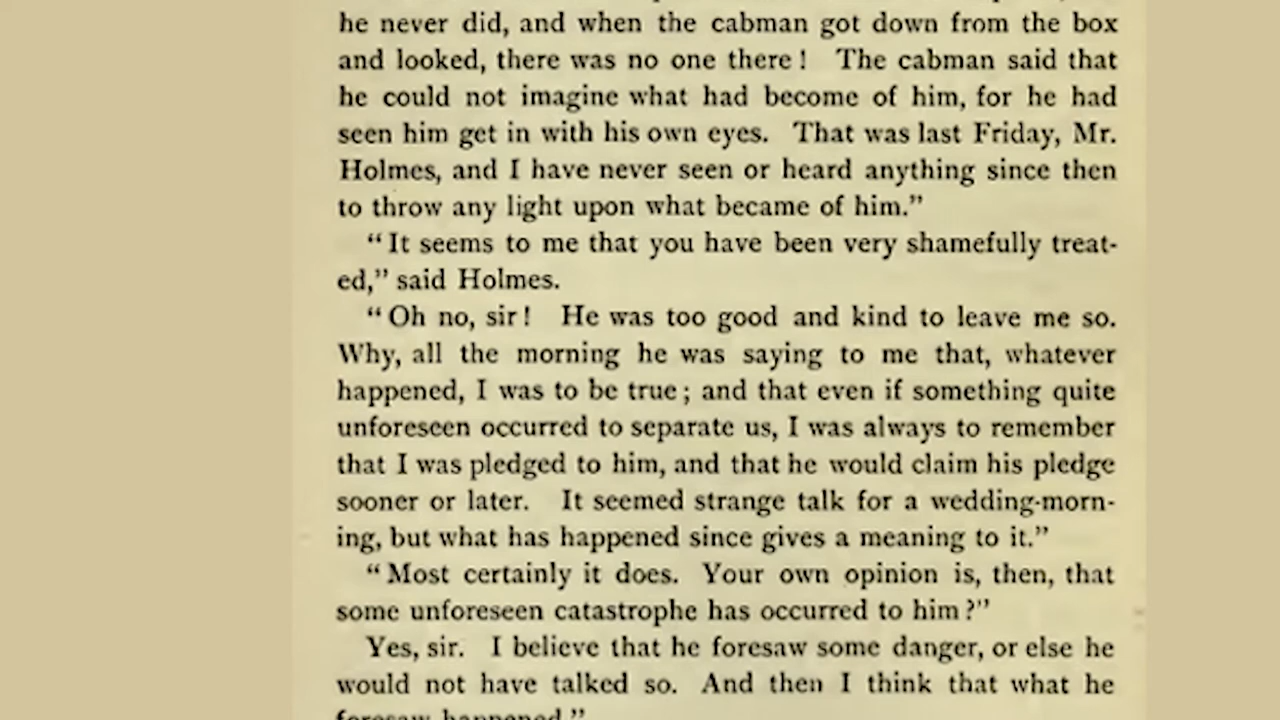 he never did, and when the cabman got down from the box
and looked, there was no one there! The cabman said that
he could not imagine what had become of him, for he had
seen him get in with his own eyes. That was last Friday, Mr.
Holmes, and I have never seen or heard anything since then
to throw any light upon what became of him.”
“It seems to me that you have been very shamefully treat-
ed,” said Holmes.
“Oh no, sir! He was too good and kind to leave me so.
Why, all the morning he was saying to me that, whatever
happened, I was to be true; and that even if something quite
unforeseen occurred to separate us, I was always to remember
that I was pledged to him, and that he would claim his pledge
sooner or later. It seemed strange talk for a wedding-morn-
ing, but what has happened since gives a meaning to it.”
“Most certainly it does. Your own opinion is, then, that
some unforeseen catastrophe has occurred to him?”
Yes, sir. I believe that he foresaw some danger, or else he
would not have talked so. And then I think that what he
foresaw happened.”